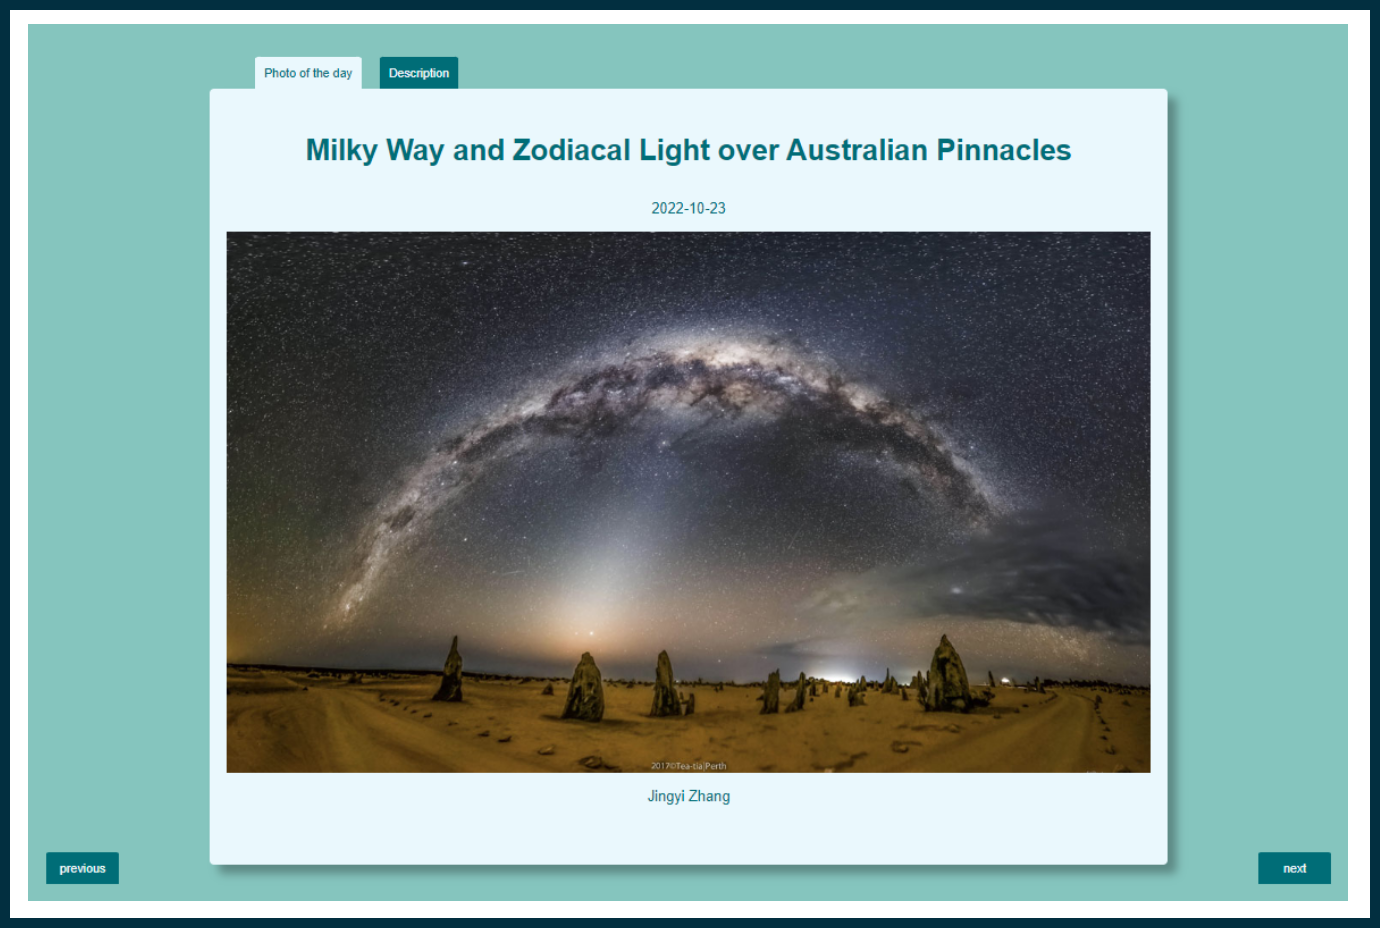 Photo of the day
Description
Milky Way and Zodiacal Light over Australian Pinnacles
2022-10-23
2017©Tea-tia|Perth
Jingyi Zhang
previous
next